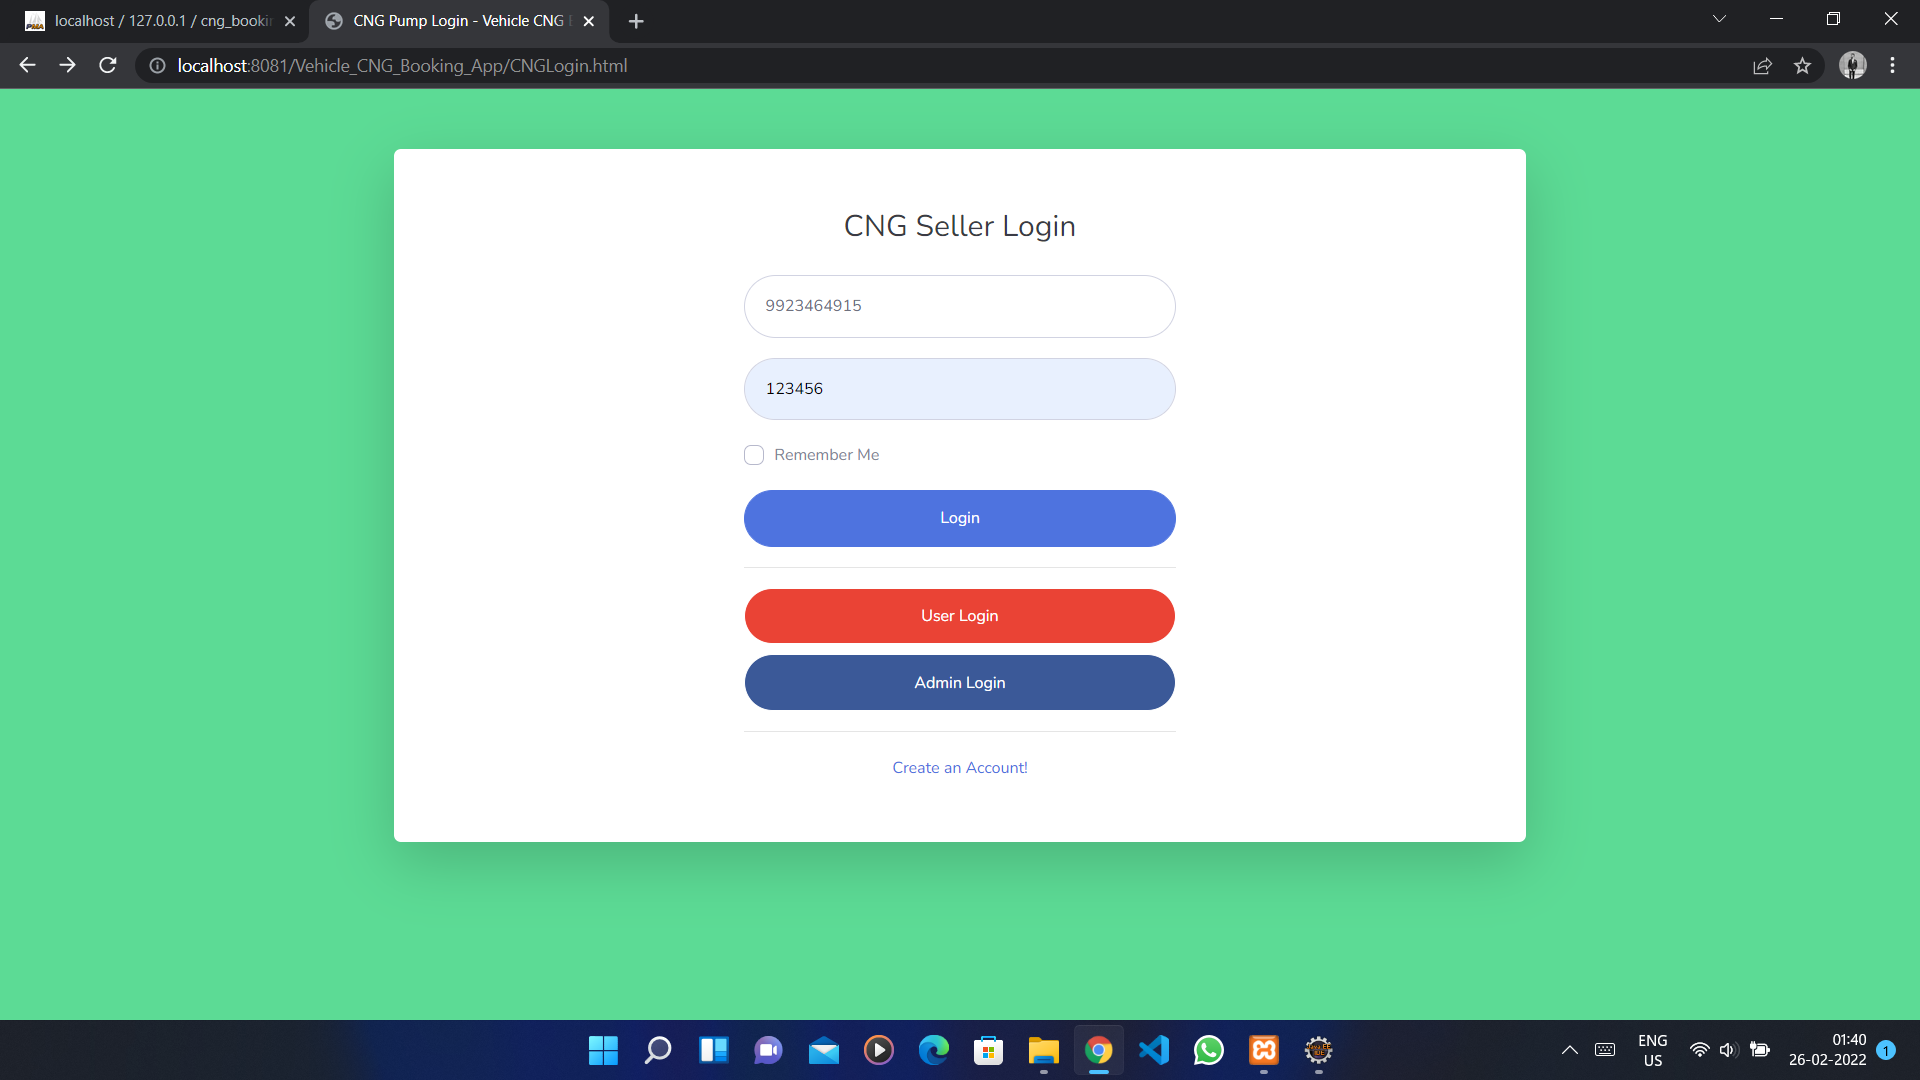 localhost / 127.0.0.1 / cng_bookin
CNG Pump Login - Vehicle CNG
localhost:8081/Vehicle_CNG_Booking_App/CNGLogin.html
CNG Seller Login
9923464915
123456
Remember Me
Login
User Login
Admin Login
Create an Account!
ENG
US
01:40
26-02-2022
1